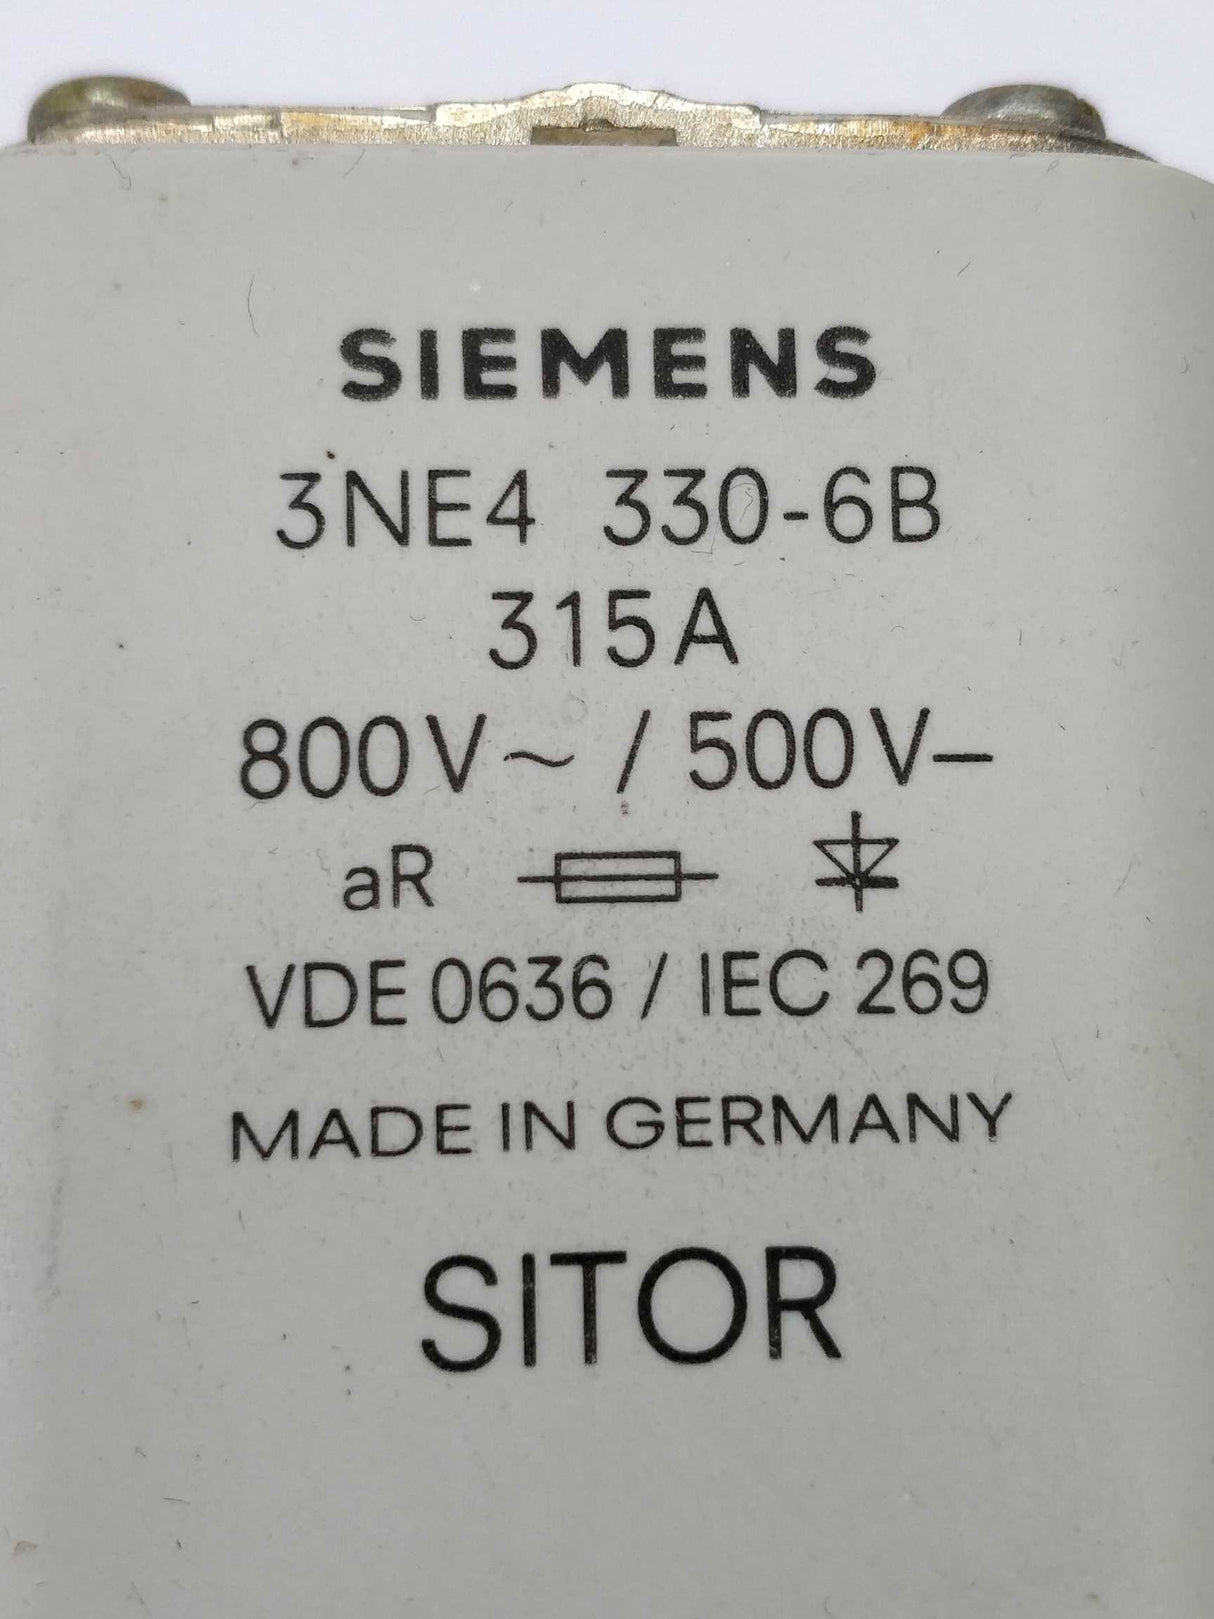 SIEMENS
3NE4 330-6B
315A
800V~ / 500V–
aR
VDE 0636 / IEC 269
MADE IN GERMANY
SITOR